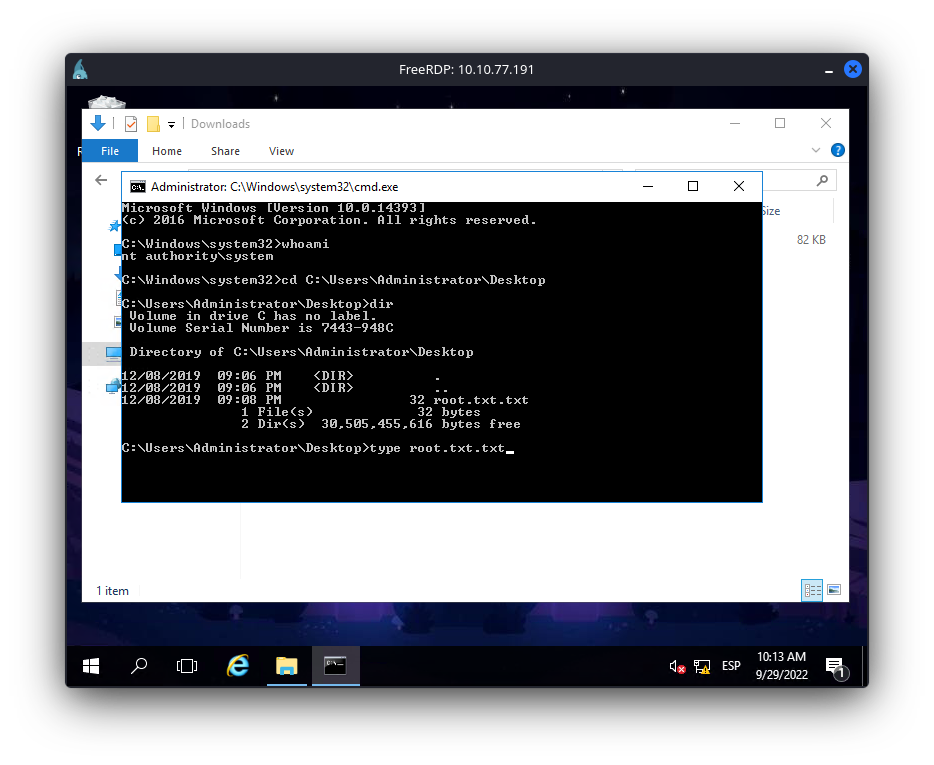 FreeRDP: 10.10.77.191
Downloads
File Home Share View
Administrator: C:\Windows\system32\cmd.exe
Size
82 KB
Microsoft Windows [Version 10.0.14393]
(c) 2016 Microsoft Corporation. All rights reserved.
C:\Windows\system32>whoami
nt authority\system
C:\Windows\system32>cd C:\Users\Administrator\Desktop
C:\Users\Administrator\Desktop>dir
Volume in drive C has no label.
Volume Serial Number is 7443-948C
Directory of C:\Users\Administrator\Desktop
12/08/2019 09:06 PM <DIR> .
12/08/2019 09:06 PM <DIR> ..
12/08/2019 09:08 PM 32 root.txt.txt
1 File(s) 32 bytes
2 Dir(s) 30,505,455,616 bytes free
C:\Users\Administrator\Desktop>type root.txt.txt
1 item
ESP
10:13 AM
9/29/2022
1